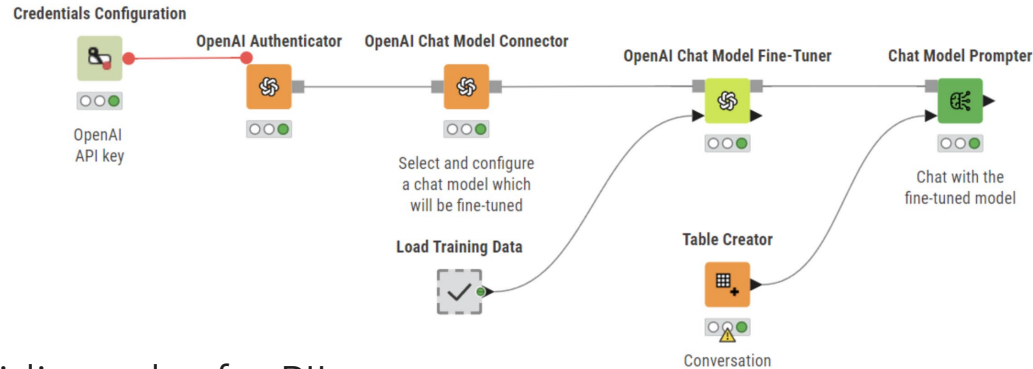 Credentials Configuration
OpenAI Authenticator
OpenAI Chat Model Connector
OpenAI Chat Model Fine-Tuner
Chat Model Prompter
OpenAI
API key
Select and configure
a chat model which
will be fine-tuned
Chat with the
fine-tuned model
Load Training Data
Table Creator
Conversation